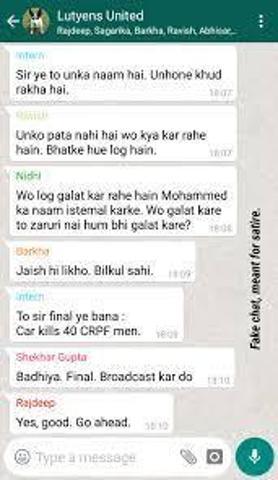 Lutyens United
Rajdeep, Sagarika, Barkha, Ravish, Abhisar,...
Intern
Sir ye to unka naam hai. Unhone khud
rakha hai.
18:07
Ravish
Unko pata nahi hai wo kya kar rahe
hain. Bhatke hue log hain.
18:07
Nidhi
Wo log galat kar rahe hain Mohammed
ka naam istemal karke. Wo galat kare
to zaruri nai hum bhi galat kare?
18:08
Barkha
Jaish hi likho. Bilkul sahi.
18:09
Intern
To sir final ye bana :
Car kills 40 CRPF men.
18:09
Shekhar Gupta
Badhiya. Final. Broadcast kar do
18:10
Rajdeep
Yes, good. Go ahead.
18:10
Type a message
Fake chat, meant for satire.